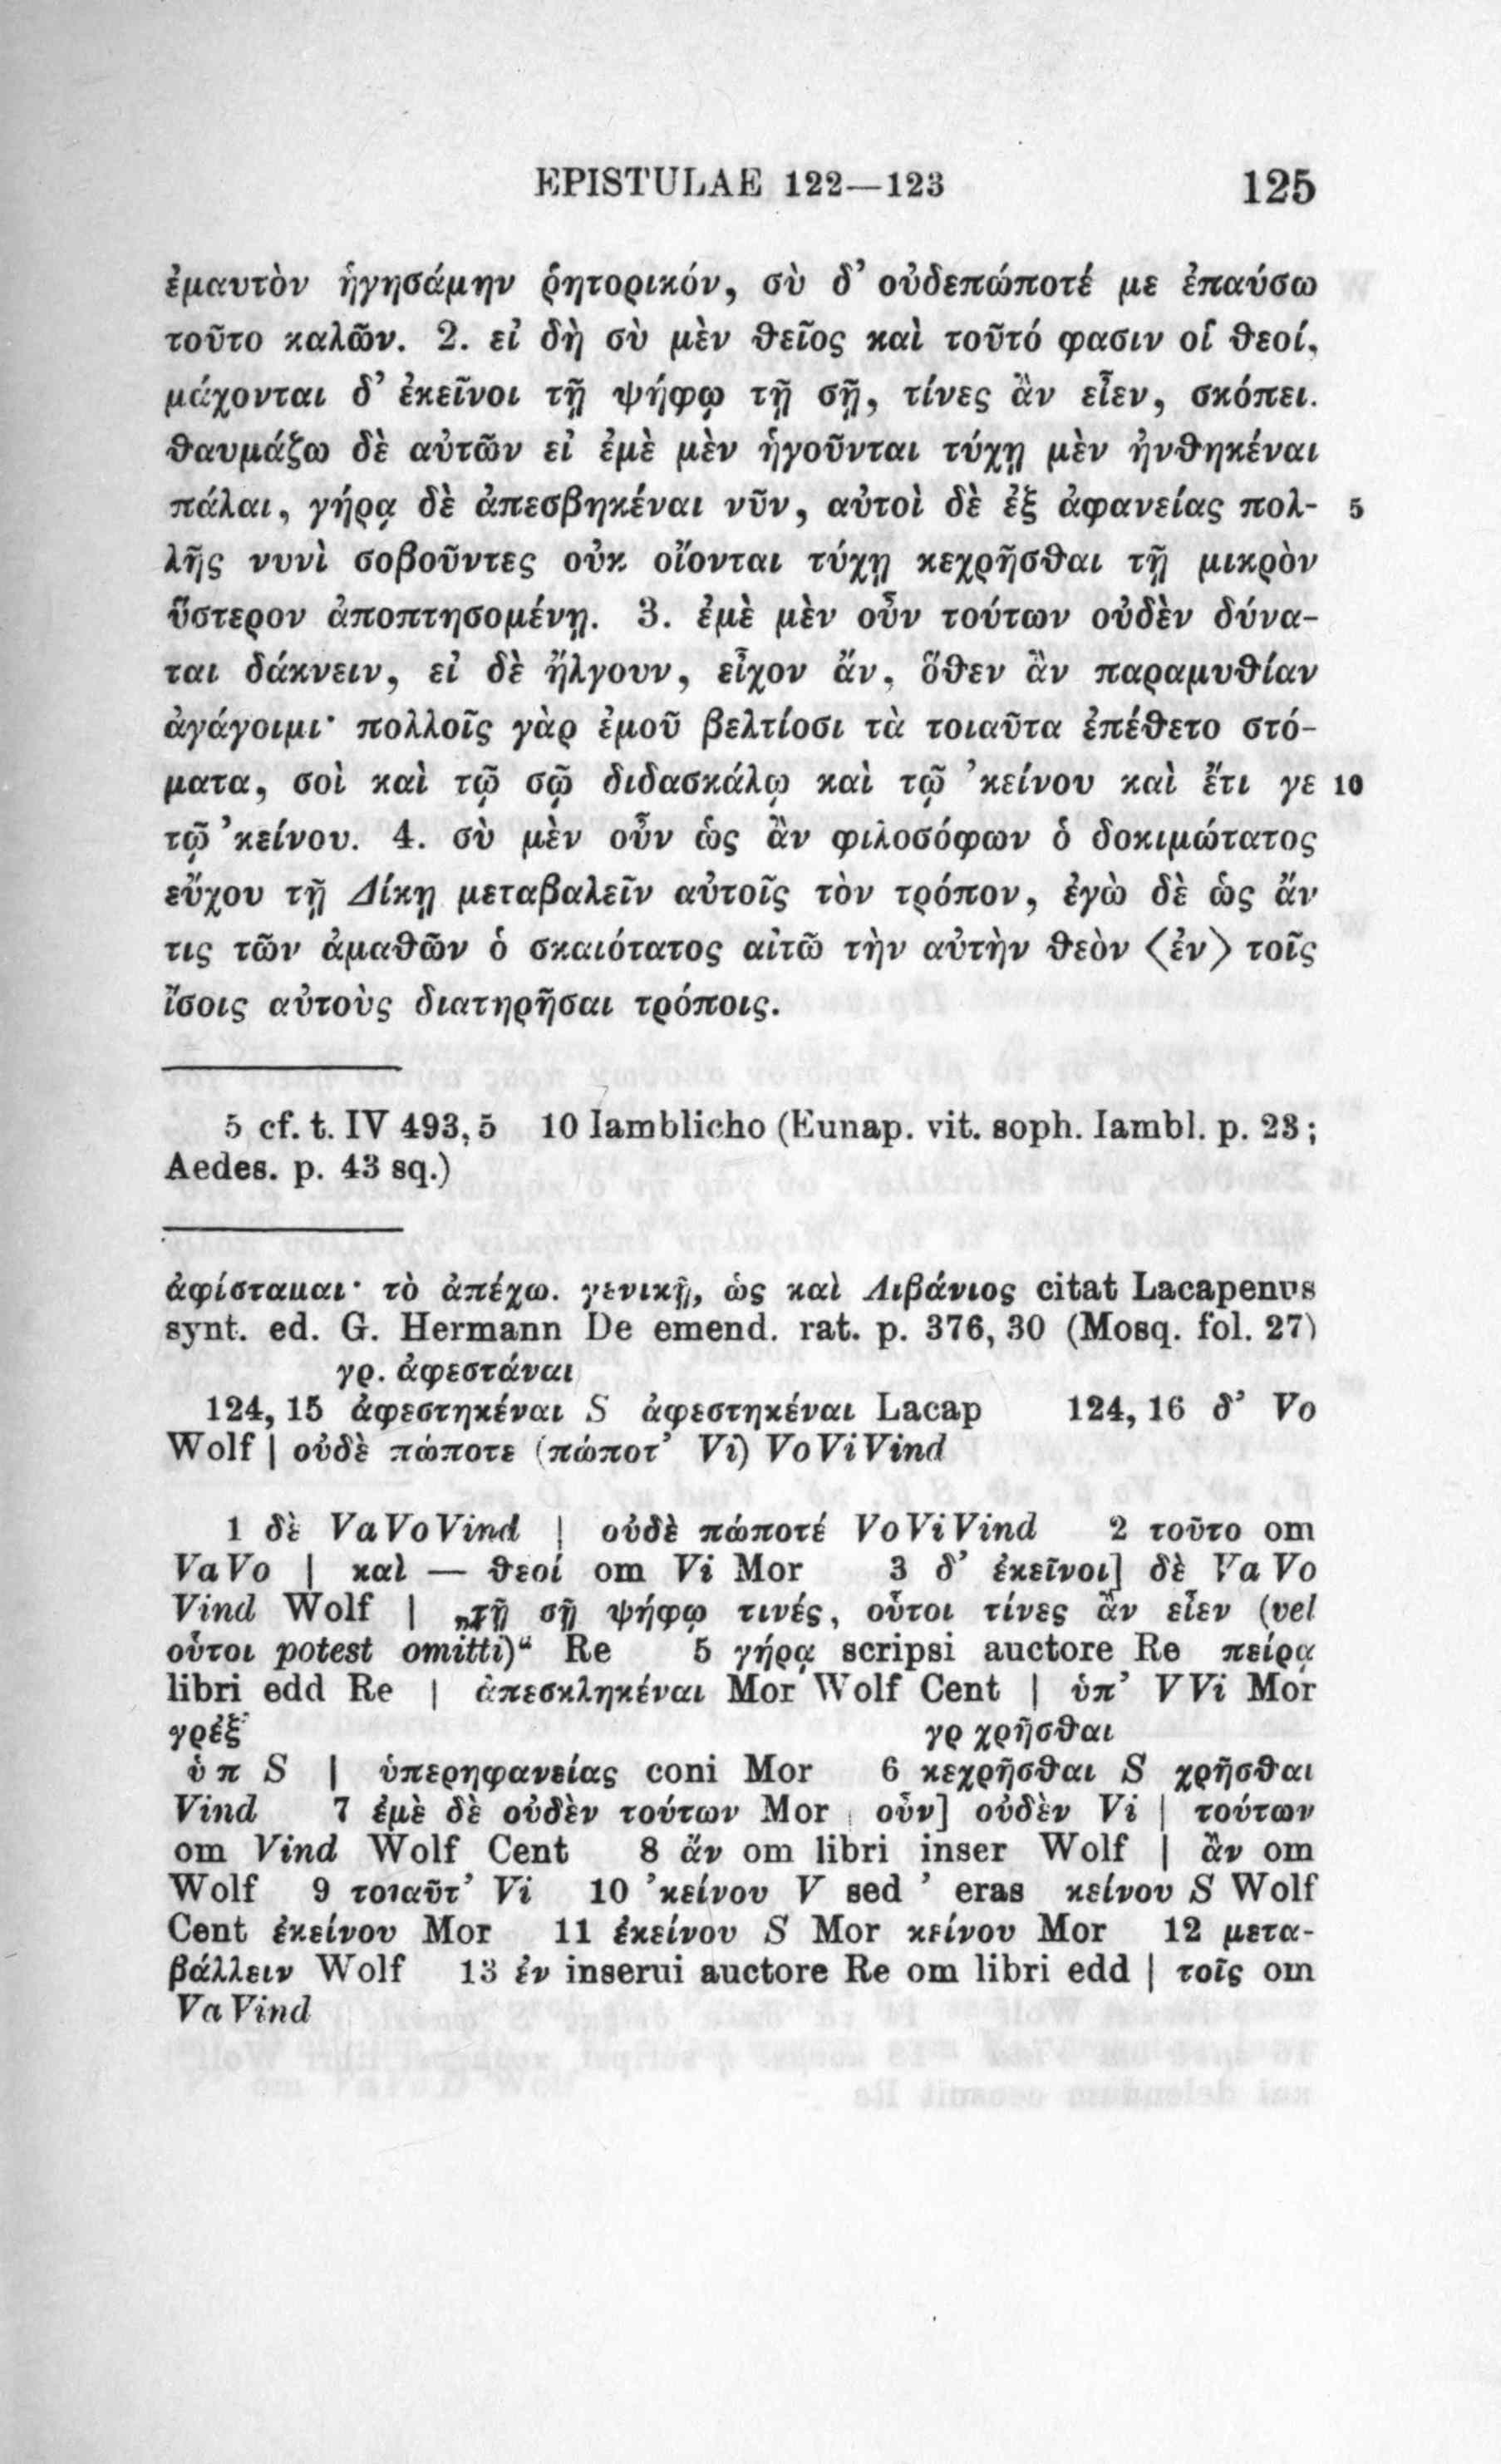 EPISTULAE 122—123 125
ἐμαυτὸν ἡγησάμην ῥητορικόν, σὺ δ’ οὐδεπώποτέ με ἐπαύσω
τοῦτο καλῶν. 2. εἰ δὴ σὺ μὲν θεῖος καὶ τοῦτό φασιν οἱ θεοί,
μάχονται δ’ ἐκεῖνοι τῇ ψήφῳ τῇ σῇ, τίνες ἂν εἶεν, σκόπει.
θαυμάζω δὲ αὐτῶν εἰ ἐμὲ μὲν ἡγοῦνται τύχῃ μὲν ἠνθηκέναι
πάλαι, γήρᾳ δὲ ἀπεσβηκέναι νῦν, αὐτοὶ δὲ ἐξ ἀφανείας πολ- 5
λῆς νυνὶ σοβοῦντες οὐκ οἴονται τύχῃ κεχρῆσθαι τῇ μικρὸν
ὕστερον ἀποπτησομένῃ. 3. ἐμὲ μὲν οὖν τούτων οὐδὲν δύνα-
ται δάκνειν, εἰ δὲ ἤλγουν, εἶχον ἄν, ὅθεν ἂν παραμυθίαν
ἀγάγοιμι· πολλοῖς γὰρ ἐμοῦ βελτίοσι τὰ τοιαῦτα ἐπέθετο στό-
ματα, σοὶ καὶ τῷ σῷ διδασκάλῳ καὶ τῷ ’κείνου καὶ ἔτι γε 10
τῷ ’κείνου. 4. σὺ μὲν οὖν ὡς ἂν φιλοσόφων ὁ δοκιμώτατος
εὔχου τῇ Δίκῃ μεταβαλεῖν αὐτοῖς τὸν τρόπον, ἐγὼ δὲ ὡς ἄν
τις τῶν ἀμαθῶν ὁ σκαιότατος αἰτῶ τὴν αὐτὴν θεὸν ⟨ἐν⟩ τοῖς
ἴσοις αὐτοὺς διατηρῆσαι τρόποις.
5 cf. t. IV 493, 5 10 Iamblicho (Eunap. vit. soph. Iambl. p. 23;
Aedes. p. 43 sq.)
ἀφίσταμαι· τὸ ἀπέχω. γενικῇ, ὡς καὶ Λιβάνιος citat Lacapenus
synt. ed. G. Hermann De emend. rat. p. 376, 30 (Mosq. fol. 27)
γρ. ἀφεστάναι
124, 15 ἀφεστηκέναι S ἀφεστηκέναι Lacap 124, 16 δ’ Vo
Wolf | οὐδὲ πώποτε (πώποτ’ Vi) Vo Vi Vind
1 δὲ Va Vo Vind | οὐδὲ πώποτέ Vo Vi Vind 2 τοῦτο om
Va Vo | καὶ — θεοί om Vi Mor 3 δ’ ἐκεῖνοι] δὲ Va Vo
Vind Wolf | „τῇ σῇ ψήφῳ τινές, οὗτοι τίνες ἂν εἶεν (vel
οὗτοι potest omitti)“ Re 5 γήρᾳ scripsi auctore Re πείρᾳ
libri edd Re | ἀπεσκληκέναι Mor Wolf Cent | ὑπ’ V Vi Mor
γρἐξ γρ χρῆσθαι
ὑπ S | ὑπερηφανείας coni Mor 6 κεχρῆσθαι S χρῆσθαι
Vind 7 ἐμὲ δὲ οὐδὲν τούτων Mor | οὖν] οὐδὲν Vi | τούτων
om Vind Wolf Cent 8 ἄν om libri inser Wolf | ἂν om
Wolf 9 τοιαῦτ’ Vi 10 ’κείνου V sed ’ eras κείνου S Wolf
Cent ἐκείνου Mor 11 ἐκείνου S Mor κείνου Mor 12 μετα-
βάλλειν Wolf 13 ἐν inserui auctore Re om libri edd | τοῖς om
Va Vind